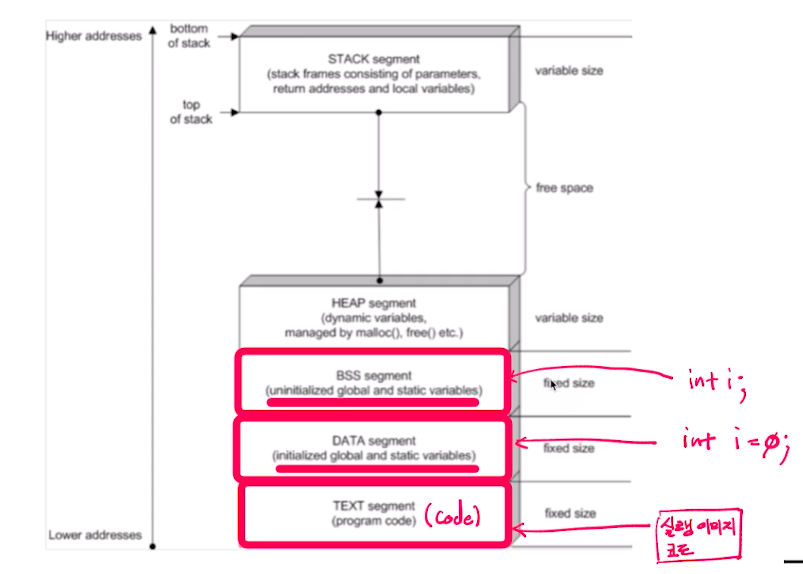 Higher addresses
bottom
of stack
STACK segment
(stack frames consisting of parameters,
return addresses and local variables)
variable size
top
of stack
free space
HEAP segment
(dynamic variables,
managed by malloc(), free() etc.)
variable size
BSS segment
(uninitialized global and static variables)
fixed size
int i;
DATA segment
(initialized global and static variables)
fixed size
int i = 0;
TEXT segment
(program code)
(code)
fixed size
실행 이미지
코드
Lower addresses